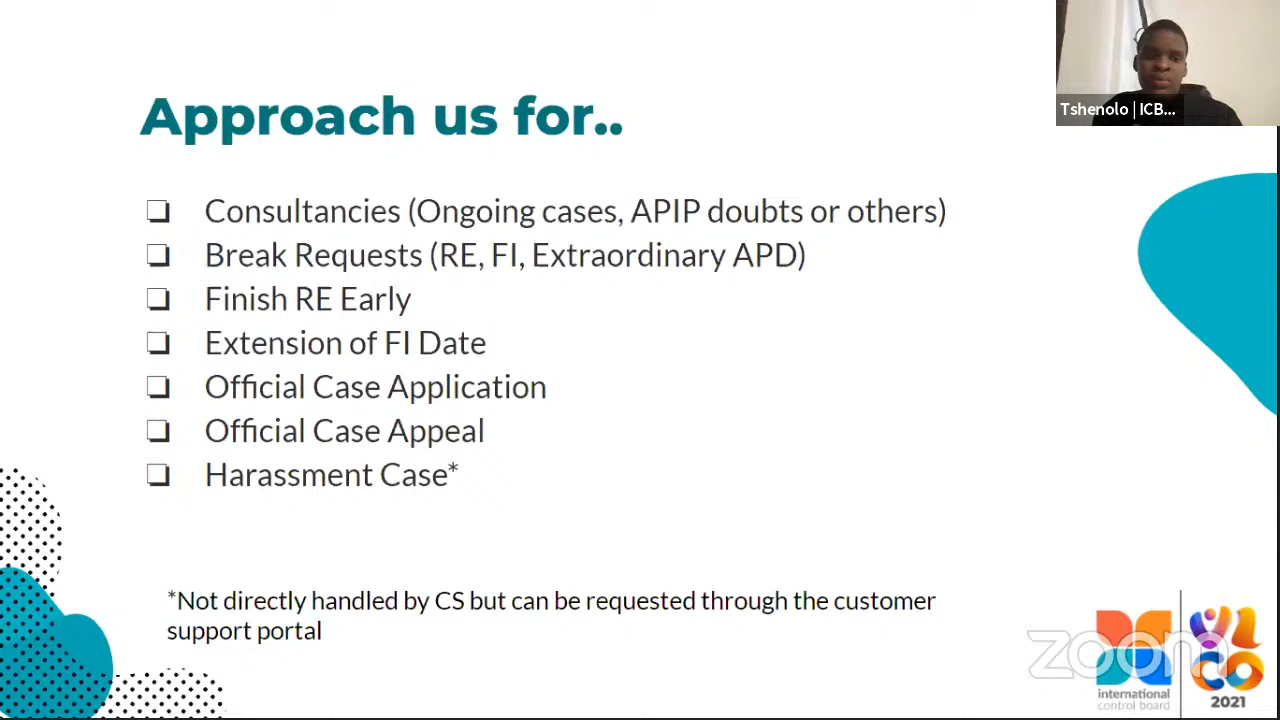 Tshenolo | ICB...
Approach us for..
❏ Consultancies (Ongoing cases, APIP doubts or others)
❏ Break Requests (RE, FI, Extraordinary APD)
❏ Finish RE Early
❏ Extension of FI Date
❏ Official Case Application
❏ Official Case Appeal
❏ Harassment Case*
*Not directly handled by CS but can be requested through the customer
support portal
zoom
international
control board
2021